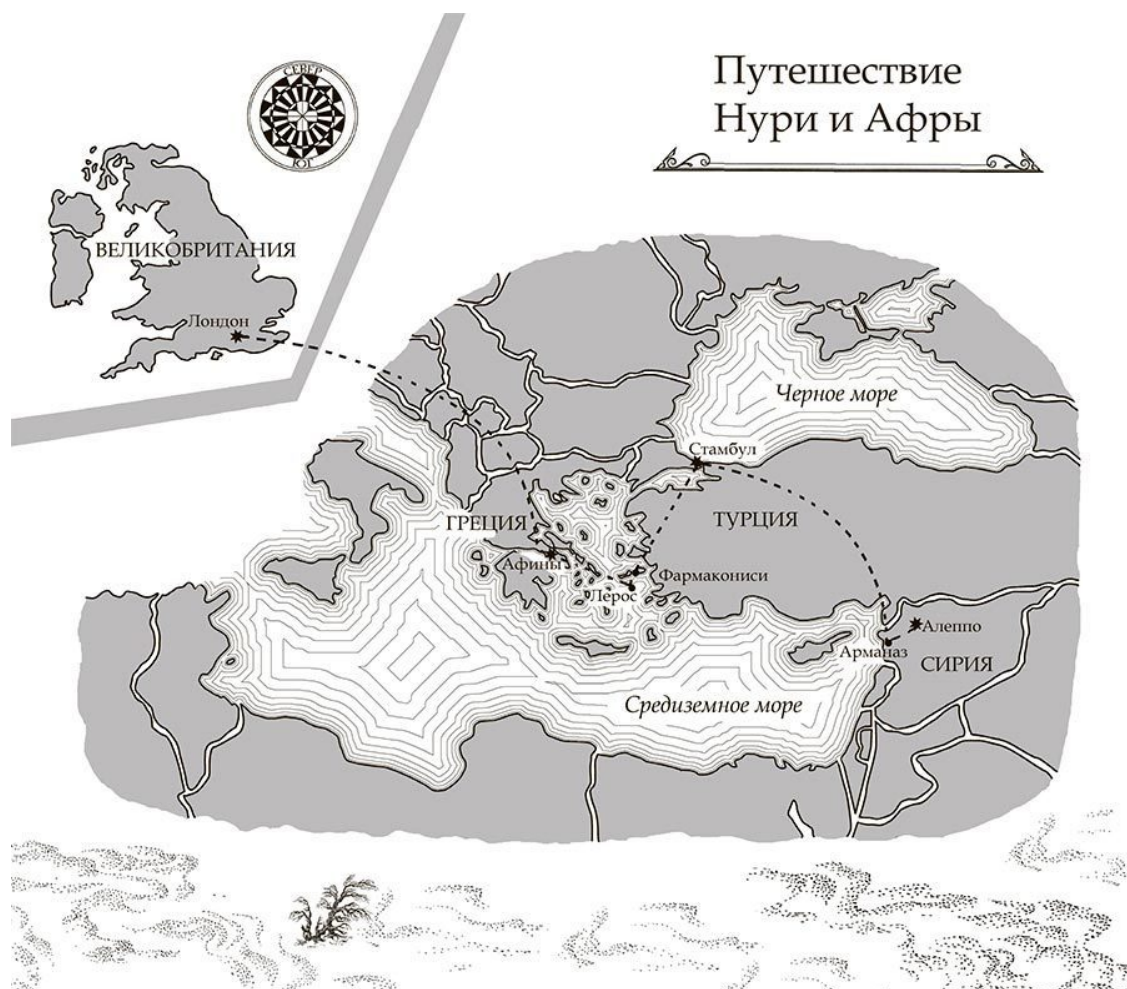 Путешествие
Нури и Афры
СЕВЕР
ЮГ
ВЕЛИКОБРИТАНИЯ
Лондон
Черное море
Стамбул
ГРЕЦИЯ
ТУРЦИЯ
Афины
Фармакониси
Лерос
Алеппо
Арманаз
СИРИЯ
Средиземное море